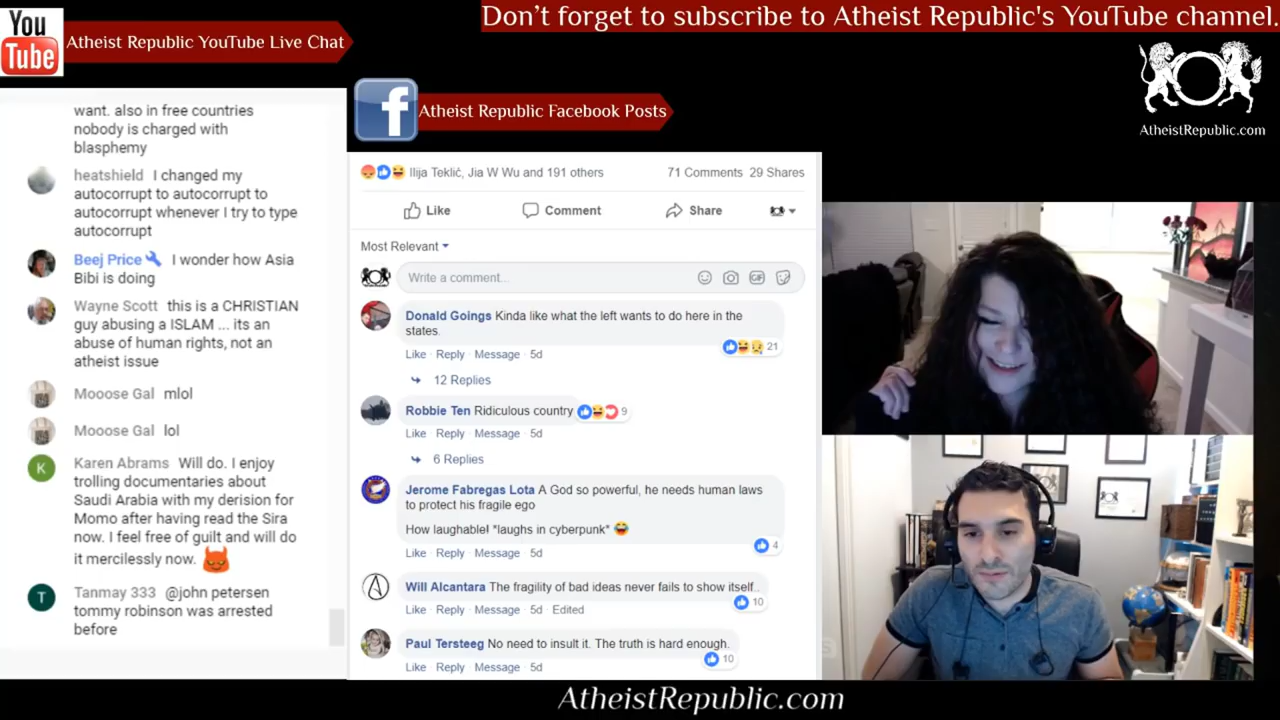 Don't forget to subscribe to Atheist Republic's YouTube channel.
You
Tube
Atheist Republic YouTube Live Chat
AtheistRepublic.com
want. also in free countries
nobody is charged with
blasphemy
heatshield I changed my
autocorrupt to autocorrupt to
autocorrupt whenever I try to type
autocorrupt
Beej Price I wonder how Asia
Bibi is doing
Wayne Scott this is a CHRISTIAN
guy abusing a ISLAM ... its an
abuse of human rights, not an
atheist issue
Mooose Gal mlol
Mooose Gal lol
K
Karen Abrams Will do. I enjoy
trolling documentaries about
Saudi Arabia with my derision for
Momo after having read the Sira
now. I feel free of guilt and will do
it mercilessly now.
T
Tanmay 333 @john petersen
tommy robinson was arrested
before
f
Atheist Republic Facebook Posts
Ilija Teklić, Jia W Wu and 191 others 71 Comments 29 Shares
Like Comment Share
Most Relevant
Write a comment... GIF
Donald Goings Kinda like what the left wants to do here in the
states.
21
Like · Reply · Message · 5d
12 Replies
Robbie Ten Ridiculous country 9
Like · Reply · Message · 5d
6 Replies
Jerome Fabregas Lota A God so powerful, he needs human laws
to protect his fragile ego
How laughable! *laughs in cyberpunk*
4
Like · Reply · Message · 5d
Will Alcantara The fragility of bad ideas never fails to show itself..
10
Like · Reply · Message · 5d · Edited
Paul Tersteeg No need to insult it. The truth is hard enough.
10
Like · Reply · Message · 5d
AtheistRepublic.com